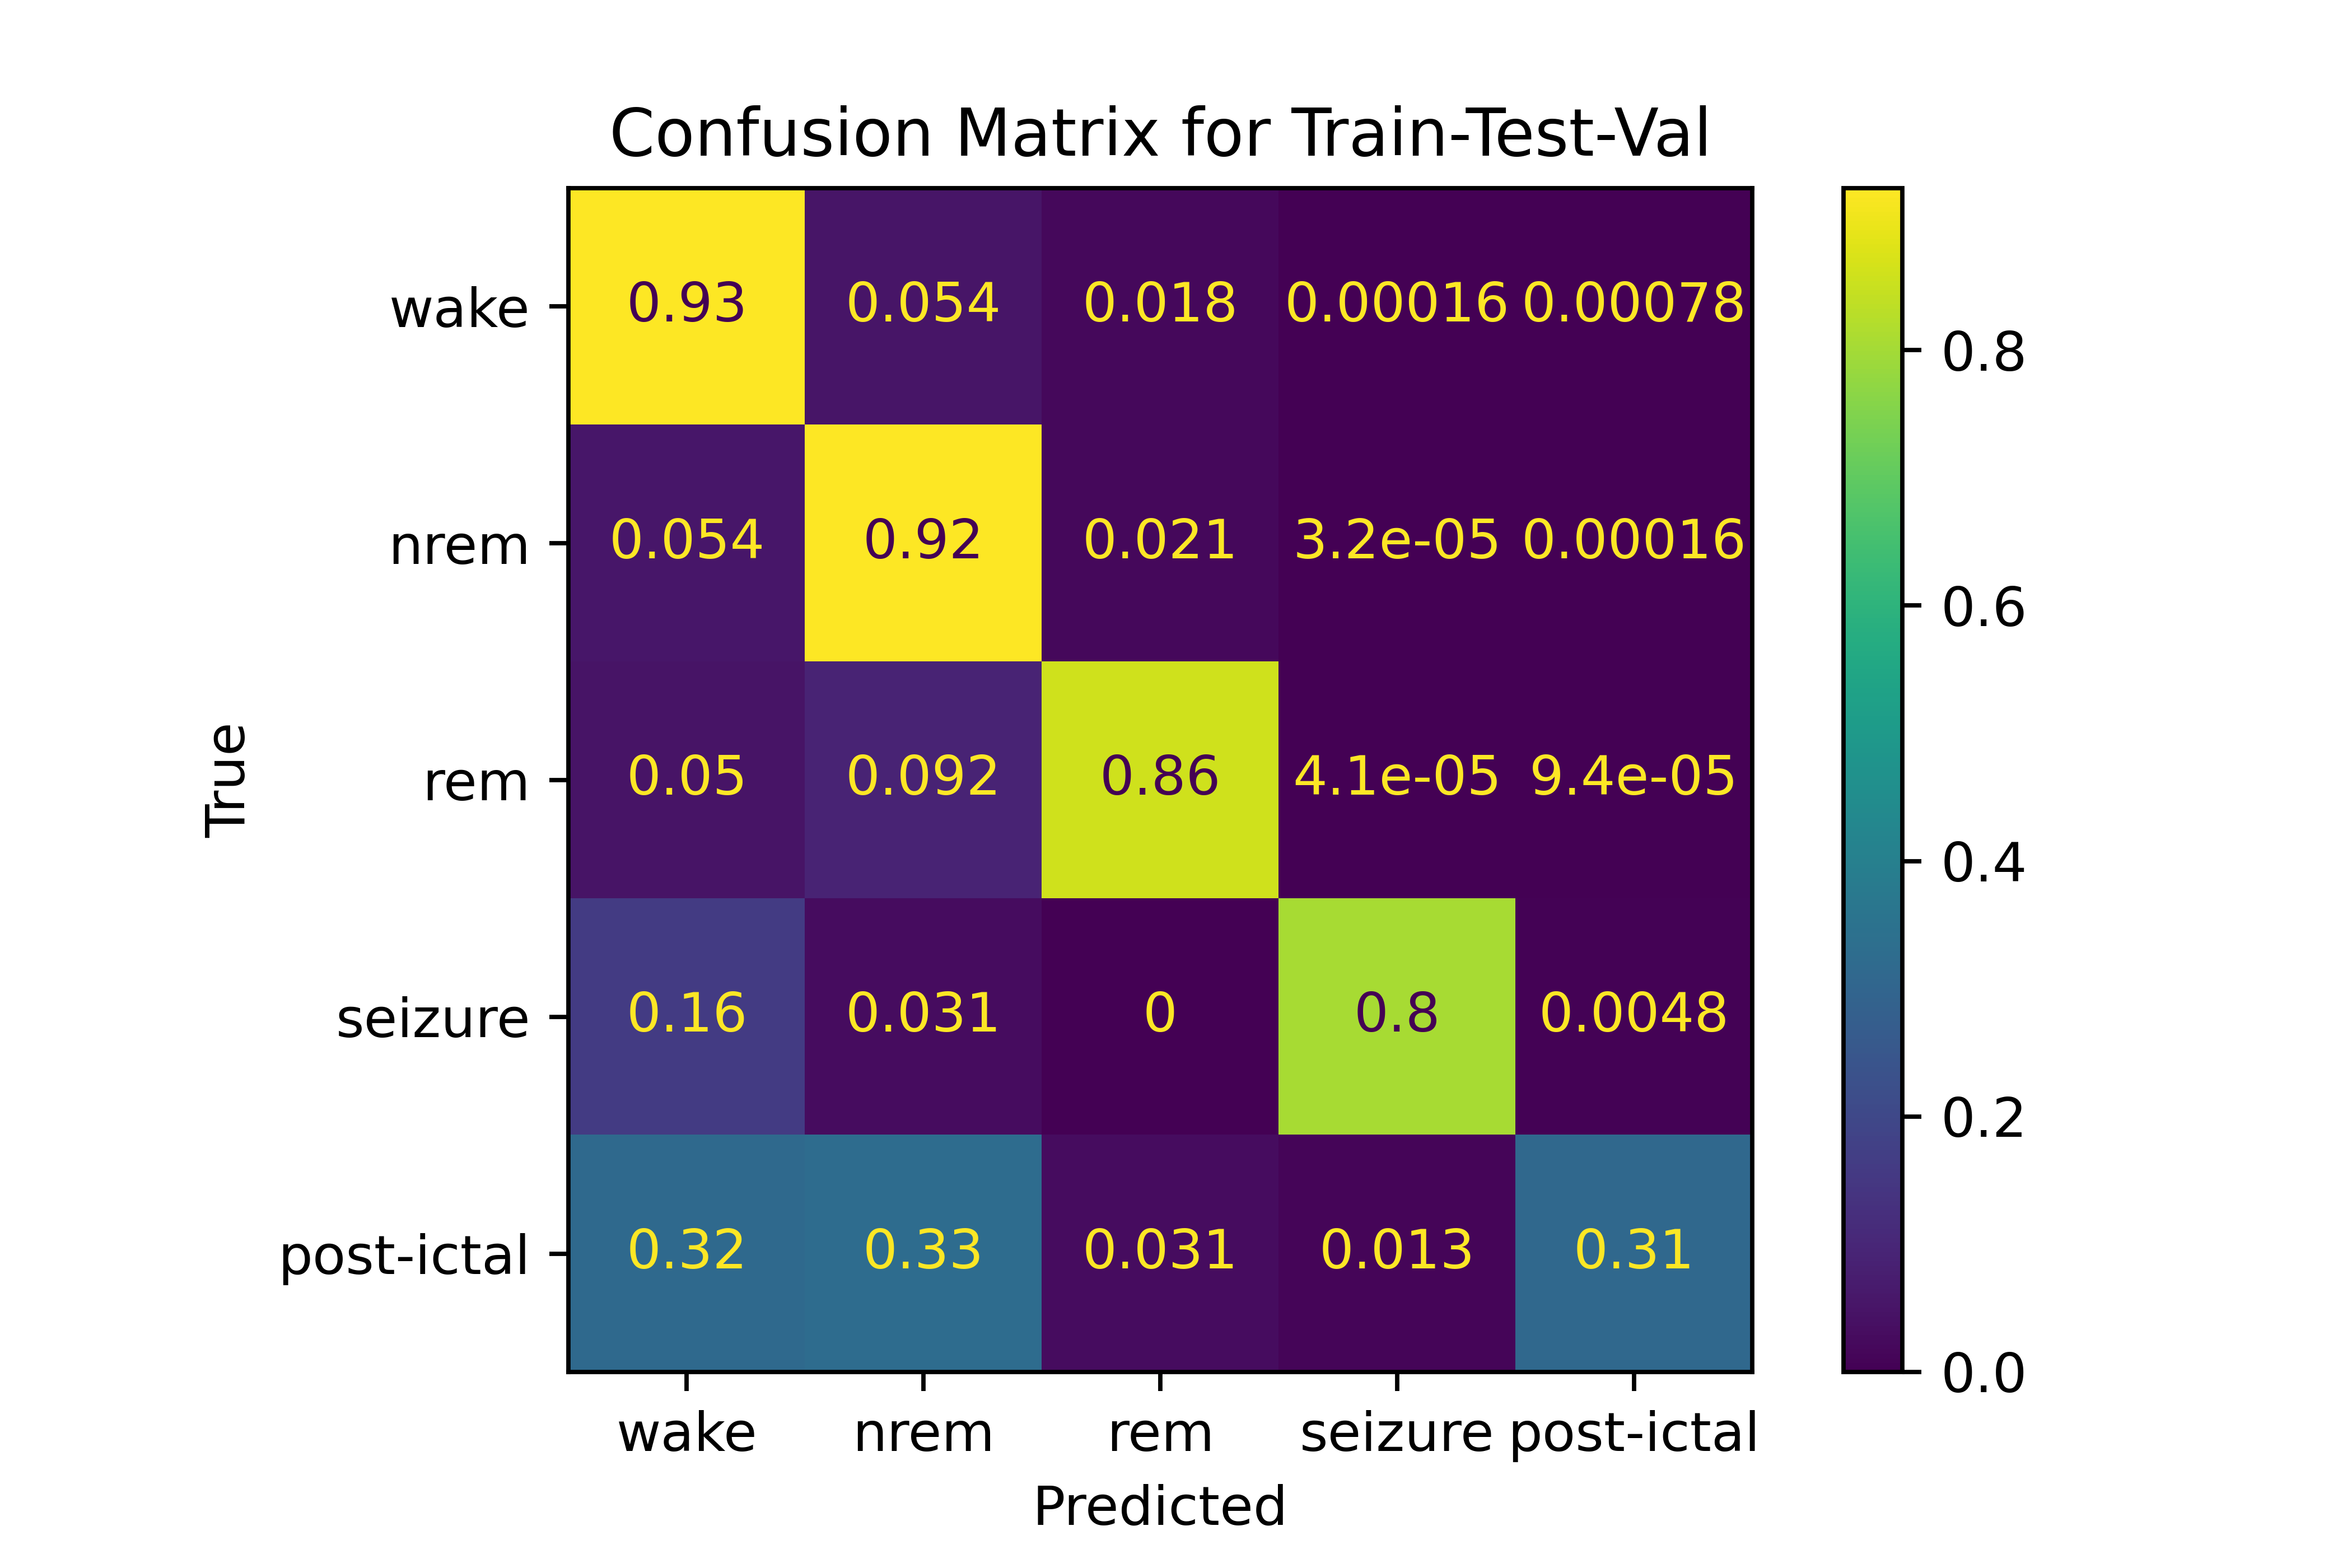 Confusion Matrix for Train-Test-Val
wake 0.93 0.054 0.018 0.00016 0.00078
nrem 0.054 0.92 0.021 3.2e-05 0.00016
rem 0.05 0.092 0.86 4.1e-05 9.4e-05
seizure 0.16 0.031 0 0.8 0.0048
post-ictal 0.32 0.33 0.031 0.013 0.31
wake nrem rem seizure post-ictal
Predicted
True
0.8
0.6
0.4
0.2
0.0